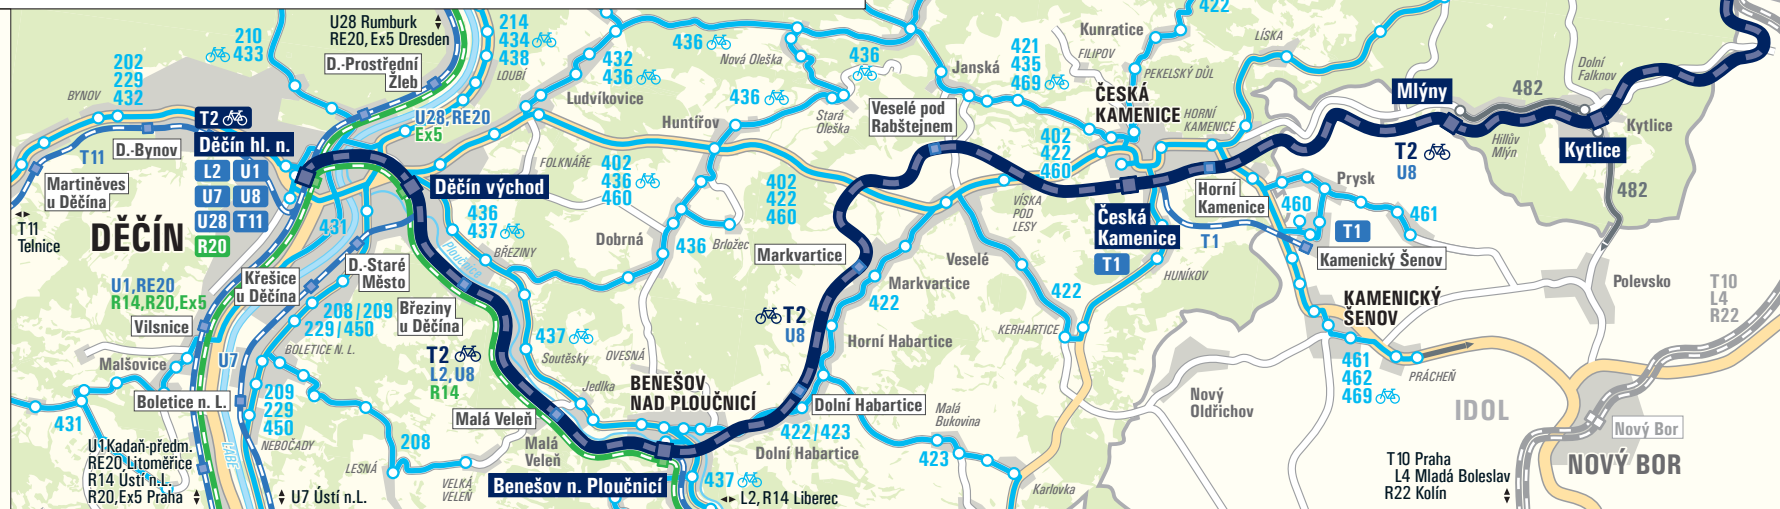 U28 Rumburk
RE20, Ex5 Dresden
D.-Prostřední
Žleb
210
433
202
229
432
BYNOV
T2
Děčín hl. n.
L2 U1
U7 U8
U28 T11
R20
D.-Bynov
T11
Martiněves
u Děčína
T11
Telnice
DĚČÍN
214
434
438
LOUBÍ
U28, RE20
Ex5
432
436
Ludvíkovice
436
Nová Oleška
436
436
Stará
Oleška
Huntířov
FOLKNÁŘE
402
436
460
402
422
460
Děčín východ
436
437
BŘEZINY
Ploučnice
431
Dobrná
436
Brložec
Křešice
u Děčína
D.-Staré
Město
U1, RE20
R14, R20, Ex5
Vilsnice
Malšovice
208/209
229/450
BOLETICE N. L.
Březiny
u Děčína
U7
Boletice n. L.
431
209
229
450
NEBOČADY
LABE
U1 Kadaň-předm.
RE20, Litoměřice
R14 Ústí n.L.
R20, Ex5 Praha
U7 Ústí n.L.
208
LESNÁ
VELKÁ
VELEŇ
T2
L2, U8
R14
Malá Veleň
Malá
Veleň
437
Soutěsky
Jedlka
OVESNÁ
BENEŠOV
NAD PLOUČNICÍ
Benešov n. Ploučnicí
437
L2, R14 Liberec
Markvartice
T2
U8
422
Markvartice
Horní Habartice
Dolní Habartice
422/423
Dolní Habartice
Malá
Bukovina
423
Karlovka
Veselé pod
Rabštejnem
Janská
421
435
469
Kunratice
FILIPOV
422
PEKELSKÝ DŮL
LÍSKA
ČESKÁ
KAMENICE
HORNÍ
KAMENICE
402
422
460
VÍSKA
POD
LESY
Veselé
422
KERHARTICE
Česká
Kamenice
T1
HUNÍKOV
T1
Horní
Kamenice
Prysk
460
461
T1
Kamenický Šenov
KAMENICKÝ
ŠENOV
461
462
469
PRÁCHEŇ
Nový
Oldřichov
IDOL
Mlýny
T2
U8
482
Hillův
Mlýn
Dolní
Falknov
Kytlice
Kytlice
482
Polevsko
T10
L4
R22
Nový Bor
NOVÝ BOR
T10 Praha
L4 Mladá Boleslav
R22 Kolín